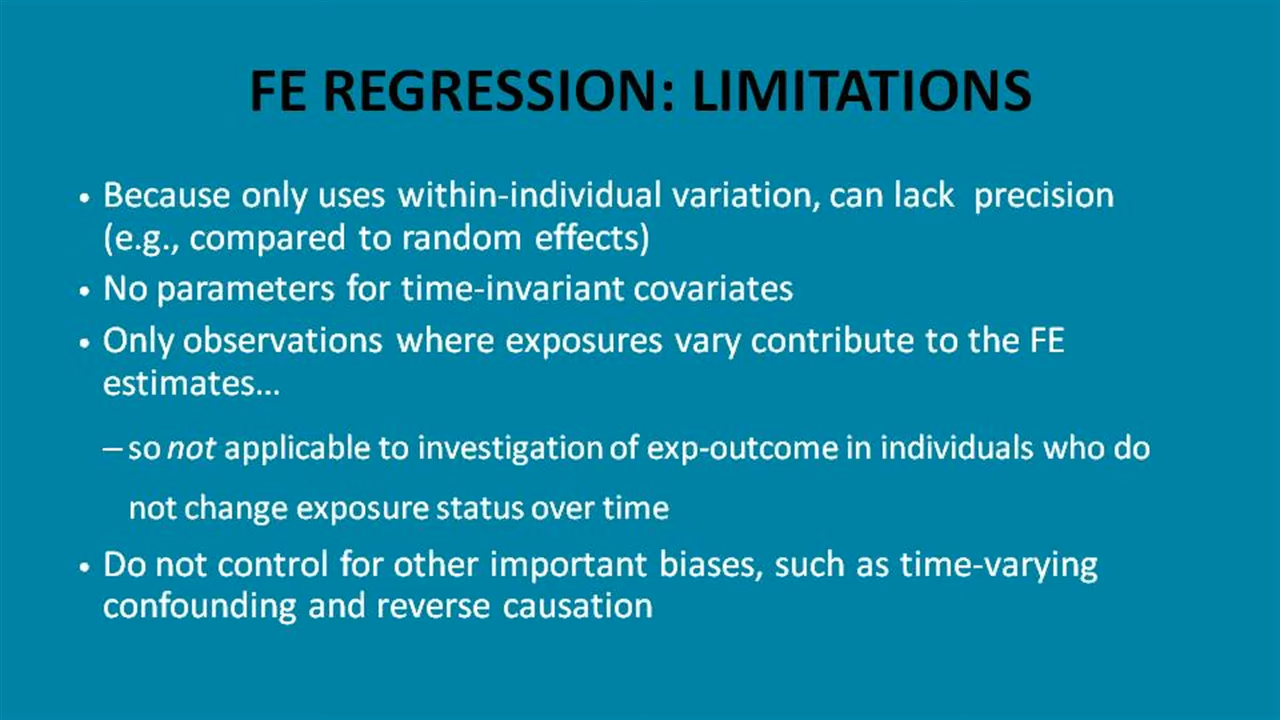 FE REGRESSION: LIMITATIONS
• Because only uses within-individual variation, can lack precision
(e.g., compared to random effects)
• No parameters for time-invariant covariates
• Only observations where exposures vary contribute to the FE
estimates...
– so not applicable to investigation of exp-outcome in individuals who do
not change exposure status over time
• Do not control for other important biases, such as time-varying
confounding and reverse causation